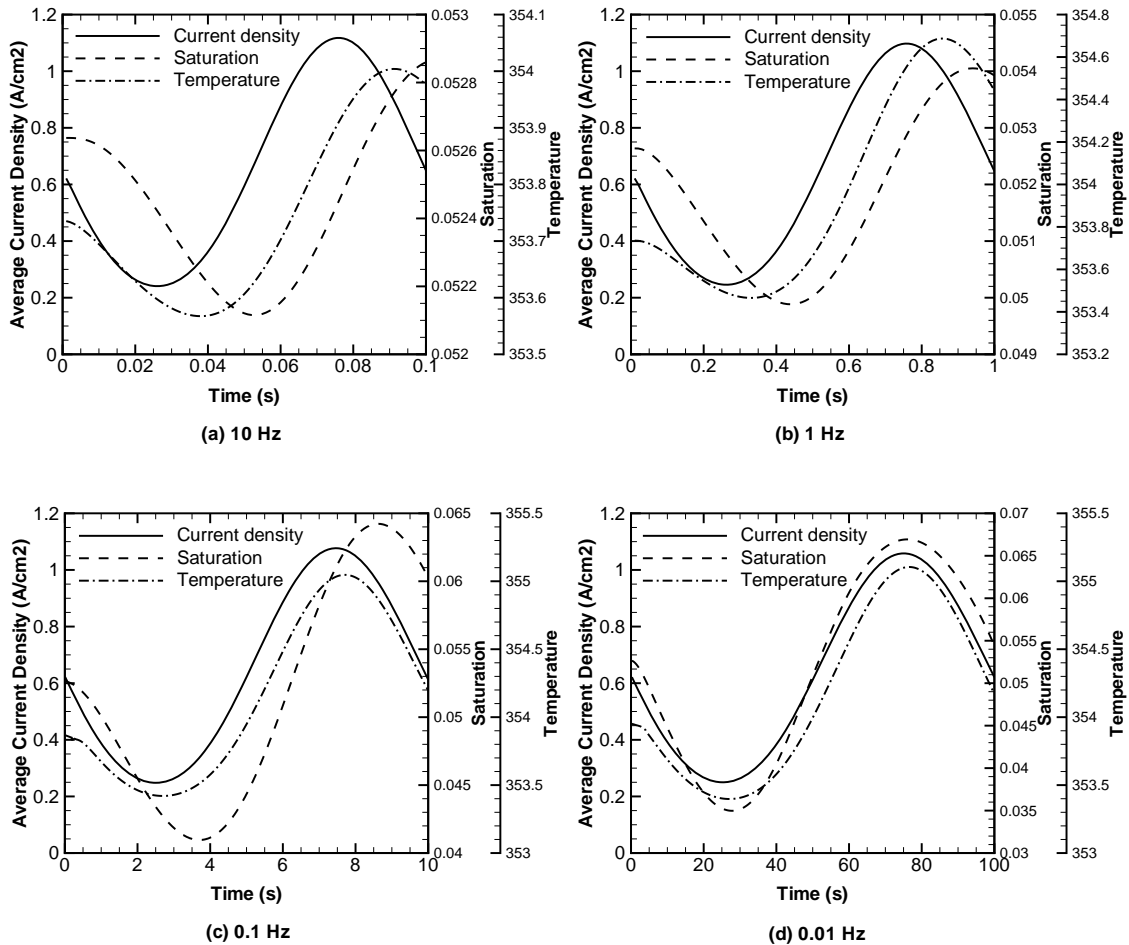 Average Current Density (A/cm2)
1.2
1
0.8
0.6
0.4
0.2
0
Current density
Saturation
Temperature
0.053
0.0528
0.0526
0.0524
0.0522
0.052
Saturation
354.1
354
353.9
353.8
353.7
353.6
353.5
Temperature
0 0.02 0.04 0.06 0.08 0.1
Time (s)
(a) 10 Hz
Average Current Density (A/cm2)
1.2
1
0.8
0.6
0.4
0.2
0
Current density
Saturation
Temperature
0.055
0.054
0.053
0.052
0.051
0.05
0.049
Saturation
354.8
354.6
354.4
354.2
354
353.8
353.6
353.4
353.2
Temperature
0 0.2 0.4 0.6 0.8 1
Time (s)
(b) 1 Hz
Average Current Density (A/cm2)
1.2
1
0.8
0.6
0.4
0.2
0
Current density
Saturation
Temperature
0.065
0.06
0.055
0.05
0.045
0.04
Saturation
355.5
355
354.5
354
353.5
353
Temperature
0 2 4 6 8 10
Time (s)
(c) 0.1 Hz
Average Current Density (A/cm2)
1.2
1
0.8
0.6
0.4
0.2
0
Current density
Saturation
Temperature
0.07
0.065
0.06
0.055
0.05
0.045
0.04
0.035
0.03
Saturation
355.5
355
354.5
354
353.5
353
Temperature
0 20 40 60 80 100
Time (s)
(d) 0.01 Hz